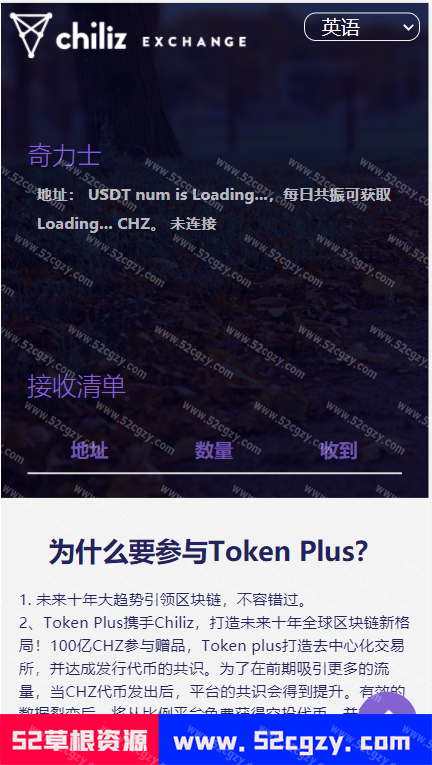 chiliz EXCHANGE
英语
奇力士
地址： USDT num is Loading...，每日共振可获取
Loading... CHZ。 未连接
接收清单
地址 数量 收到
为什么要参与Token Plus？
1. 未来十年大趋势引领区块链，不容错过。
2、Token Plus携手Chiliz，打造未来十年全球区块链新格
局！100亿CHZ参与赠品，Token plus打造去中心化交易
所，并达成发行代币的共识。为了在前期吸引更多的流
量，当CHZ代币发出后，平台的共识会得到提升。有效的
数据裂变后，将从比例平台免费获得空投代币，并
52草根资源 www.52cgzy.com
www.52cgzy.com